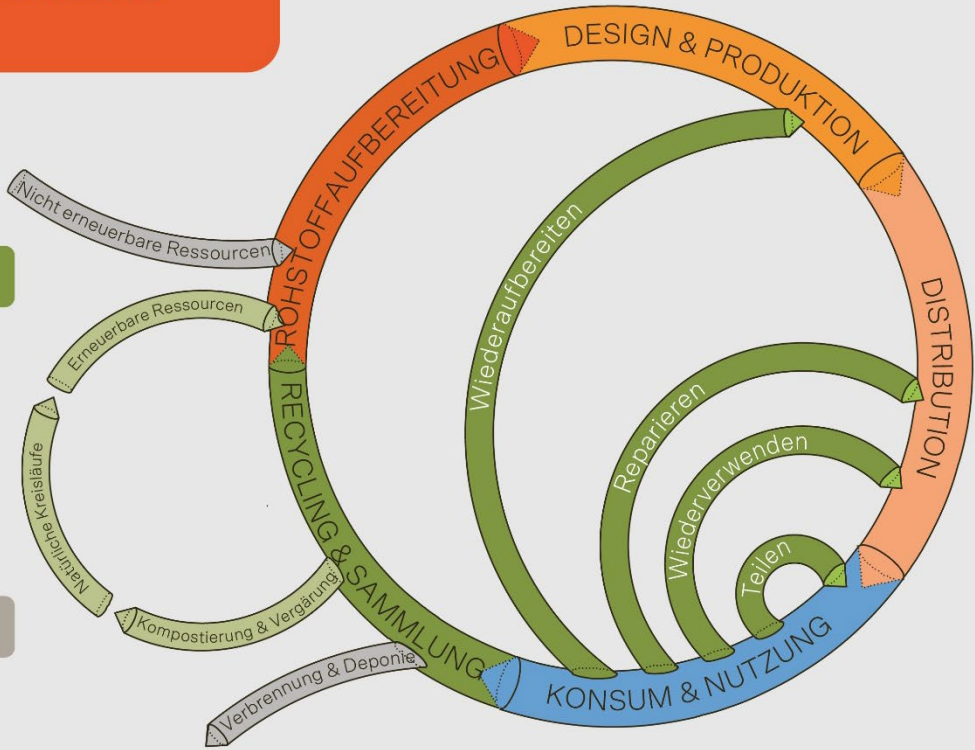 ROHSTOFFAUFBEREITUNG
DESIGN & PRODUKTION
DISTRIBUTION
KONSUM & NUTZUNG
RECYCLING & SAMMLUNG
Wiederaufbereiten
Reparieren
Wiederverwenden
Teilen
Nicht erneuerbare Ressourcen
Erneuerbare Ressourcen
Natürliche Kreisläufe
Kompostierung & Vergärung
Verbrennung & Deponie